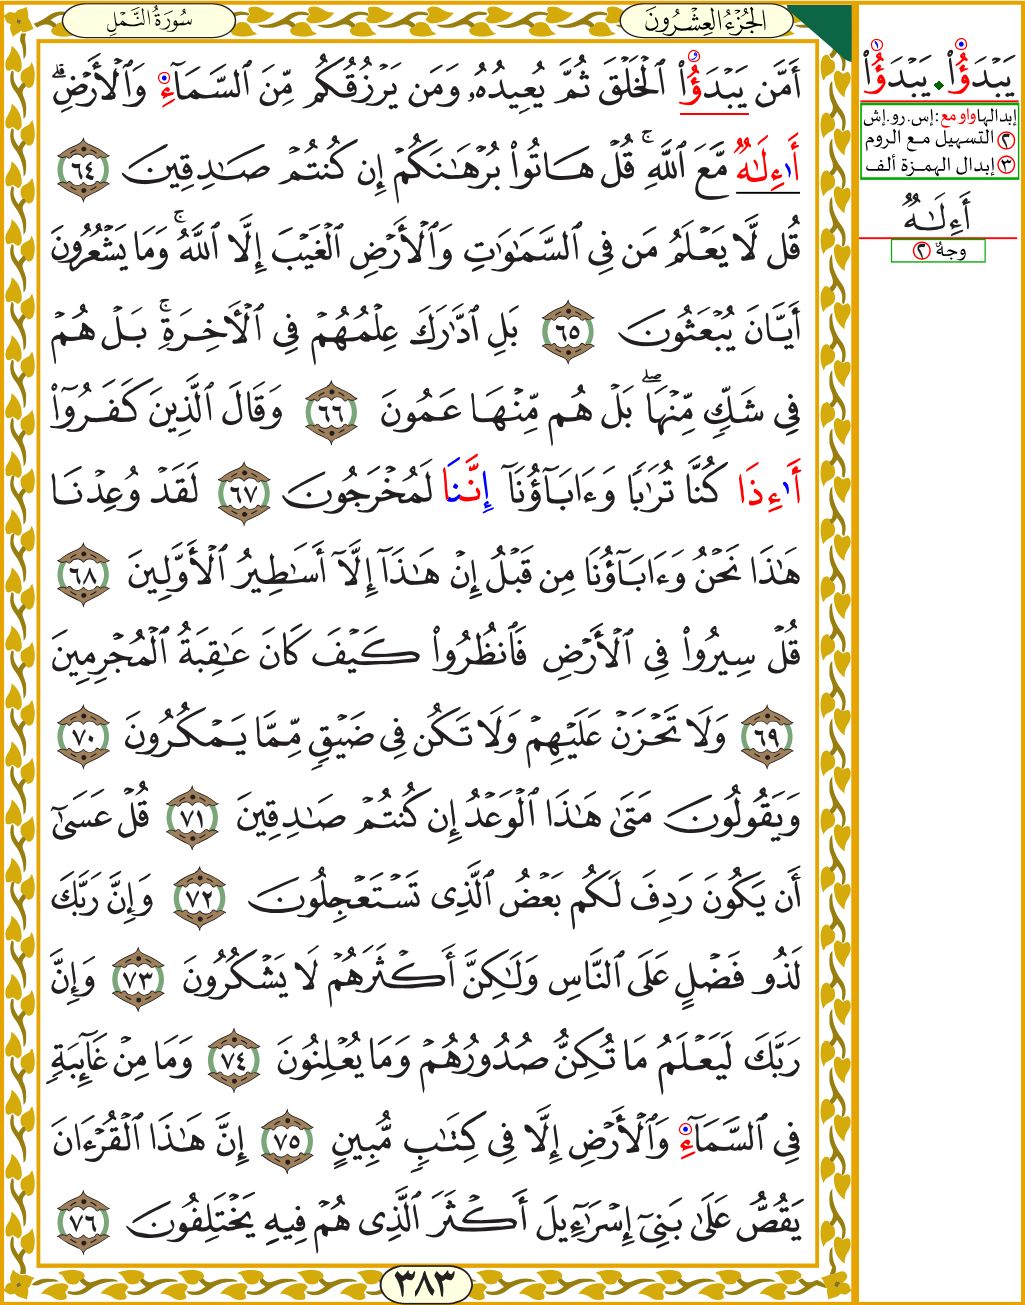 الجُزْءُ العِشْرُونَ
سُورَةُ النَّمْلِ
أَمَّن يَبْدَؤُا۟ ٱلْخَلْقَ ثُمَّ يُعِيدُهُۥ وَمَن يَرْزُقُكُم مِّنَ ٱلسَّمَآءِ وَٱلْأَرْضِۗ
أَـٰءِلَـٰهٌ مَّعَ ٱللَّهِۚ قُلْ هَاتُوا۟ بُرْهَـٰنَكُمْ إِن كُنتُمْ صَـٰدِقِينَ ٦٤
قُل لَّا يَعْلَمُ مَن فِى ٱلسَّمَـٰوَٰتِ وَٱلْأَرْضِ ٱلْغَيْبَ إِلَّا ٱللَّهُۚ وَمَا يَشْعُرُونَ
أَيَّانَ يُبْعَثُونَ ٦٥ بَلِ ٱدَّٰرَكَ عِلْمُهُمْ فِى ٱلْـَٔاخِرَةِۚ بَلْ هُمْ
فِى شَكٍّ مِّنْهَاۖ بَلْ هُم مِّنْهَا عَمُونَ ٦٦ وَقَالَ ٱلَّذِينَ كَفَرُوٓا۟
أَـٰءِذَا كُنَّا تُرَٰبًا وَءَابَآؤُنَآ إِنَّنَا لَمُخْرَجُونَ ٦٧ لَقَدْ وُعِدْنَا
هَـٰذَا نَحْنُ وَءَابَآؤُنَا مِن قَبْلُ إِنْ هَـٰذَآ إِلَّآ أَسَـٰطِيرُ ٱلْأَوَّلِينَ ٦٨
قُلْ سِيرُوا۟ فِى ٱلْأَرْضِ فَٱنظُرُوا۟ كَيْفَ كَانَ عَـٰقِبَةُ ٱلْمُجْرِمِينَ
٦٩ وَلَا تَحْزَنْ عَلَيْهِمْ وَلَا تَكُن فِى ضَيْقٍ مِّمَّا يَمْكُرُونَ ٧٠
وَيَقُولُونَ مَتَىٰ هَـٰذَا ٱلْوَعْدُ إِن كُنتُمْ صَـٰدِقِينَ ٧١ قُلْ عَسَىٰٓ
أَن يَكُونَ رَدِفَ لَكُم بَعْضُ ٱلَّذِى تَسْتَعْجِلُونَ ٧٢ وَإِنَّ رَبَّكَ
لَذُو فَضْلٍ عَلَى ٱلنَّاسِ وَلَـٰكِنَّ أَكْثَرَهُمْ لَا يَشْكُرُونَ ٧٣ وَإِنَّ
رَبَّكَ لَيَعْلَمُ مَا تُكِنُّ صُدُورُهُمْ وَمَا يُعْلِنُونَ ٧٤ وَمَا مِنْ غَآئِبَةٍ
فِى ٱلسَّمَآءِ وَٱلْأَرْضِ إِلَّا فِى كِتَـٰبٍ مُّبِينٍ ٧٥ إِنَّ هَـٰذَا ٱلْقُرْءَانَ
يَقُصُّ عَلَىٰ بَنِىٓ إِسْرَٰٓءِيلَ أَكْثَرَ ٱلَّذِى هُمْ فِيهِ يَخْتَلِفُونَ ٧٦
٣٨٣
يَبْدَؤُا۟ ۰ يَبْدَؤُا۟
إبدالها واو مع: إس.رو.إش
٢ التسهيل مع الروم
٣ إبدال الهمزة ألف
أَءِلَـٰهٌ
وجهٌ ٢